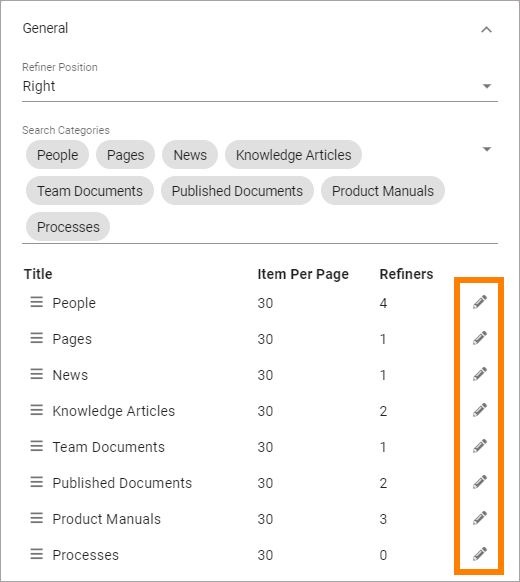 General
Refiner Position
Right
Search Categories
People Pages News Knowledge Articles
Team Documents Published Documents Product Manuals
Processes
Title Item Per Page Refiners
People 30 4
Pages 30 1
News 30 1
Knowledge Articles 30 2
Team Documents 30 1
Published Documents 30 2
Product Manuals 30 3
Processes 30 0